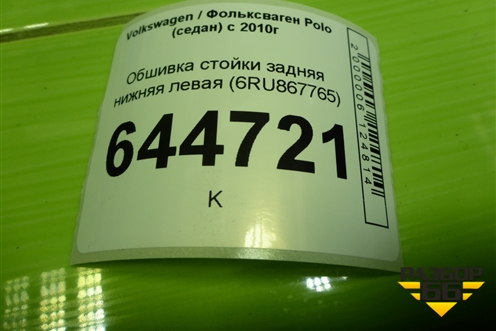 Volkswagen / Фольксваген Polo
(седан) с 2010г
Обшивка стойки задняя
нижняя левая (6RU867765)
644721
К
2000006124814
РАЗБОР
66